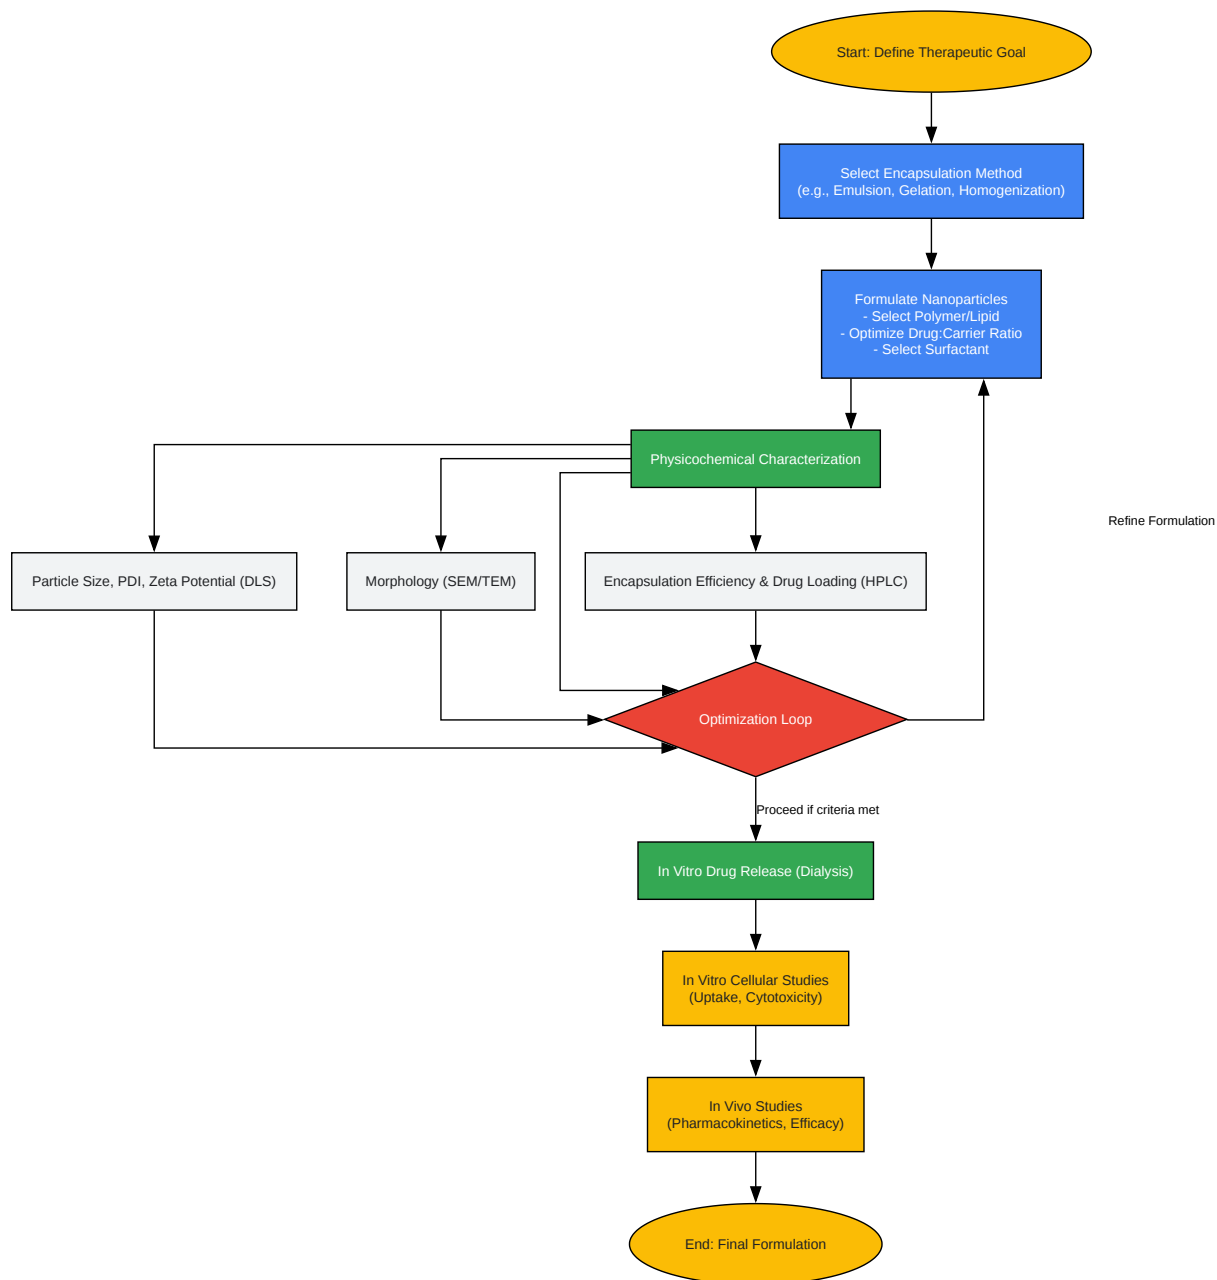 Start: Define Therapeutic Goal
Select Encapsulation Method
(e.g., Emulsion, Gelation, Homogenization)
Formulate Nanoparticles
- Select Polymer/Lipid
- Optimize Drug:Carrier Ratio
- Select Surfactant
Physicochemical Characterization
Refine Formulation
Particle Size, PDI, Zeta Potential (DLS)
Morphology (SEM/TEM)
Encapsulation Efficiency & Drug Loading (HPLC)
Optimization Loop
Proceed if criteria met
In Vitro Drug Release (Dialysis)
In Vitro Cellular Studies
(Uptake, Cytotoxicity)
In Vivo Studies
(Pharmacokinetics, Efficacy)
End: Final Formulation